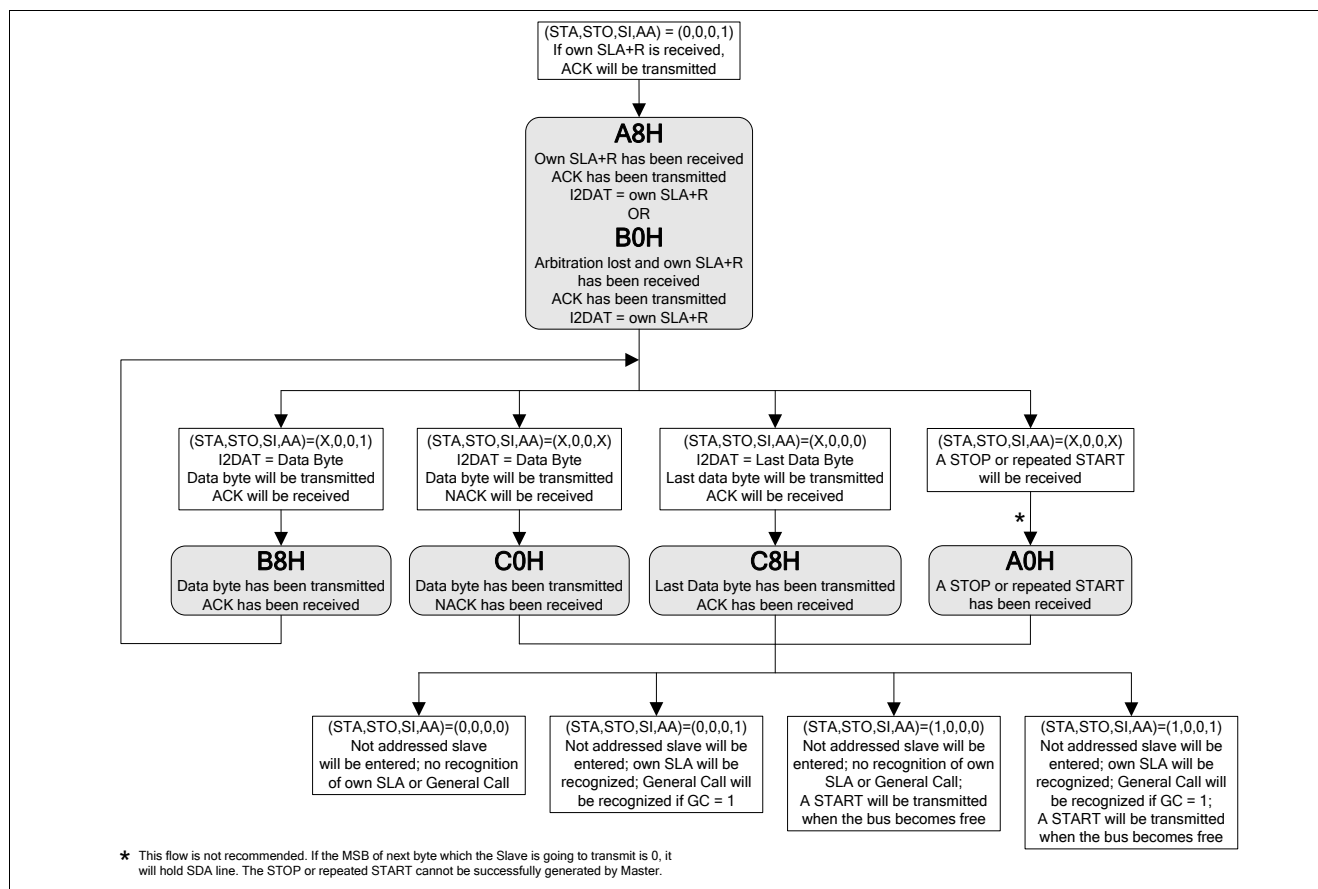 (STA,STO,SI,AA) = (0,0,0,1)
If own SLA+R is received,
ACK will be transmitted
A8H
Own SLA+R has been received
ACK has been transmitted
I2DAT = own SLA+R
OR
B0H
Arbitration lost and own SLA+R
has been received
ACK has been transmitted
I2DAT = own SLA+R
(STA,STO,SI,AA)=(X,0,0,1)
I2DAT = Data Byte
Data byte will be transmitted
ACK will be received
(STA,STO,SI,AA)=(X,0,0,X)
I2DAT = Data Byte
Data byte will be transmitted
NACK will be received
(STA,STO,SI,AA)=(X,0,0,0)
I2DAT = Last Data Byte
Last data byte will be transmitted
ACK will be received
(STA,STO,SI,AA)=(X,0,0,X)
A STOP or repeated START
will be received
*
B8H
Data byte has been transmitted
ACK has been received
C0H
Data byte has been transmitted
NACK has been received
C8H
Last Data byte has been transmitted
ACK has been received
A0H
A STOP or repeated START
has been received
(STA,STO,SI,AA)=(0,0,0,0)
Not addressed slave
will be entered; no recognition
of own SLA or General Call
(STA,STO,SI,AA)=(0,0,0,1)
Not addressed slave will be
entered; own SLA will be
recognized; General Call will
be recognized if GC = 1
(STA,STO,SI,AA)=(1,0,0,0)
Not addressed slave will be
entered; no recognition of own
SLA or General Call;
A START will be transmitted
when the bus becomes free
(STA,STO,SI,AA)=(1,0,0,1)
Not addressed slave will be
entered; own SLA will be
recognized; General Call will
be recognized if GC = 1;
A START will be transmitted
when the bus becomes free
* This flow is not recommended. If the MSB of next byte which the Slave is going to transmit is 0, it
will hold SDA line. The STOP or repeated START cannot be successfully generated by Master.